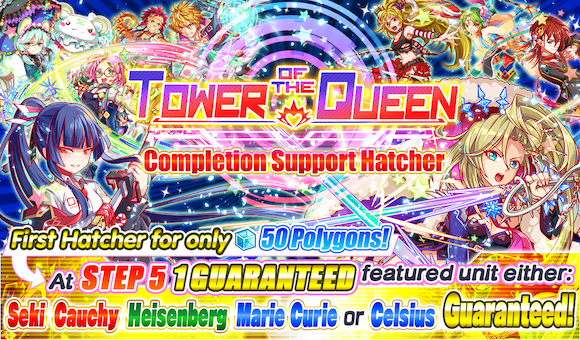 TOWER OF THE QUEEN
Completion Support Hatcher
First Hatcher for only 50 Polygons!
At STEP 5 1 GUARANTEED featured unit either:
Seki Cauchy Heisenberg Marie Curie or Celsius Guaranteed!